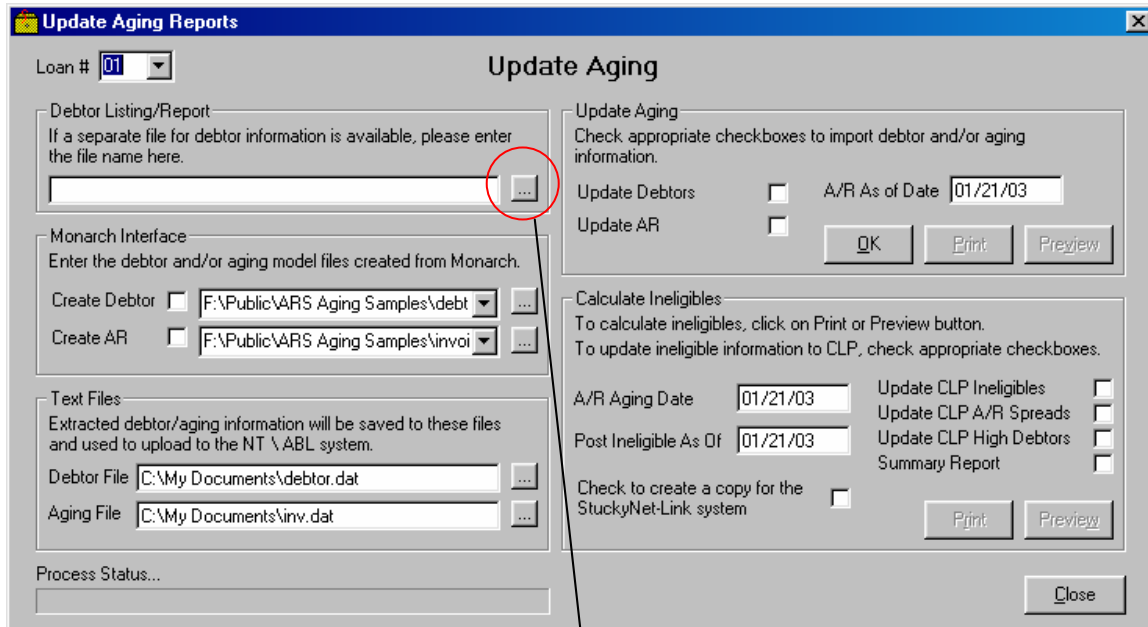 Update Aging Reports
Loan # 01
Update Aging
Debtor Listing/Report
If a separate file for debtor information is available, please enter
the file name here.
...
Monarch Interface
Enter the debtor and/or aging model files created from Monarch.
Create Debtor F:\Public\ARS Aging Samples\debt ...
Create AR F:\Public\ARS Aging Samples\invoi ...
Text Files
Extracted debtor/aging information will be saved to these files
and used to upload to the NT \ ABL system.
Debtor File C:\My Documents\debtor.dat ...
Aging File C:\My Documents\inv.dat ...
Process Status...
Update Aging
Check appropriate checkboxes to import debtor and/or aging
information.
Update Debtors A/R As of Date 01/21/03
Update AR
OK Print Preview
Calculate Ineligibles
To calculate ineligibles, click on Print or Preview button.
To update ineligible information to CLP, check appropriate checkboxes.
A/R Aging Date 01/21/03
Post Ineligible As Of 01/21/03
Update CLP Ineligibles
Update CLP A/R Spreads
Update CLP High Debtors
Summary Report
Check to create a copy for the
StuckyNet-Link system
Print Preview
Close